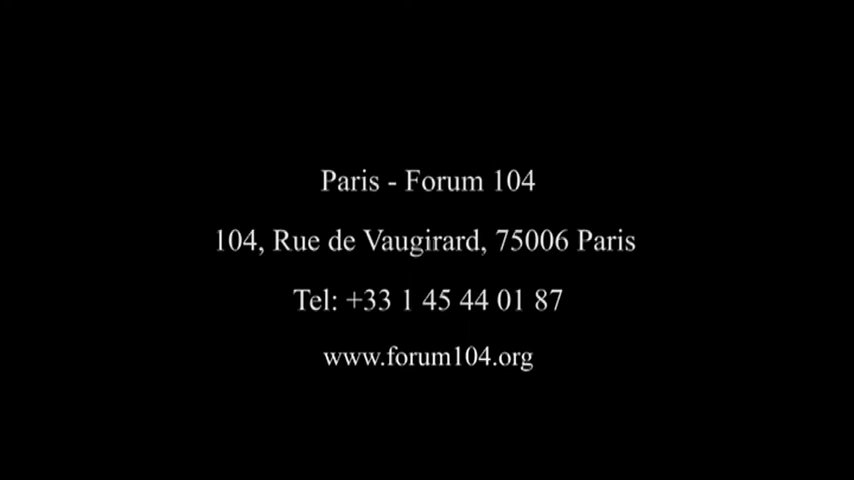 Paris - Forum 104
104, Rue de Vaugirard, 75006 Paris
Tel: +33 1 45 44 01 87
www.forum104.org